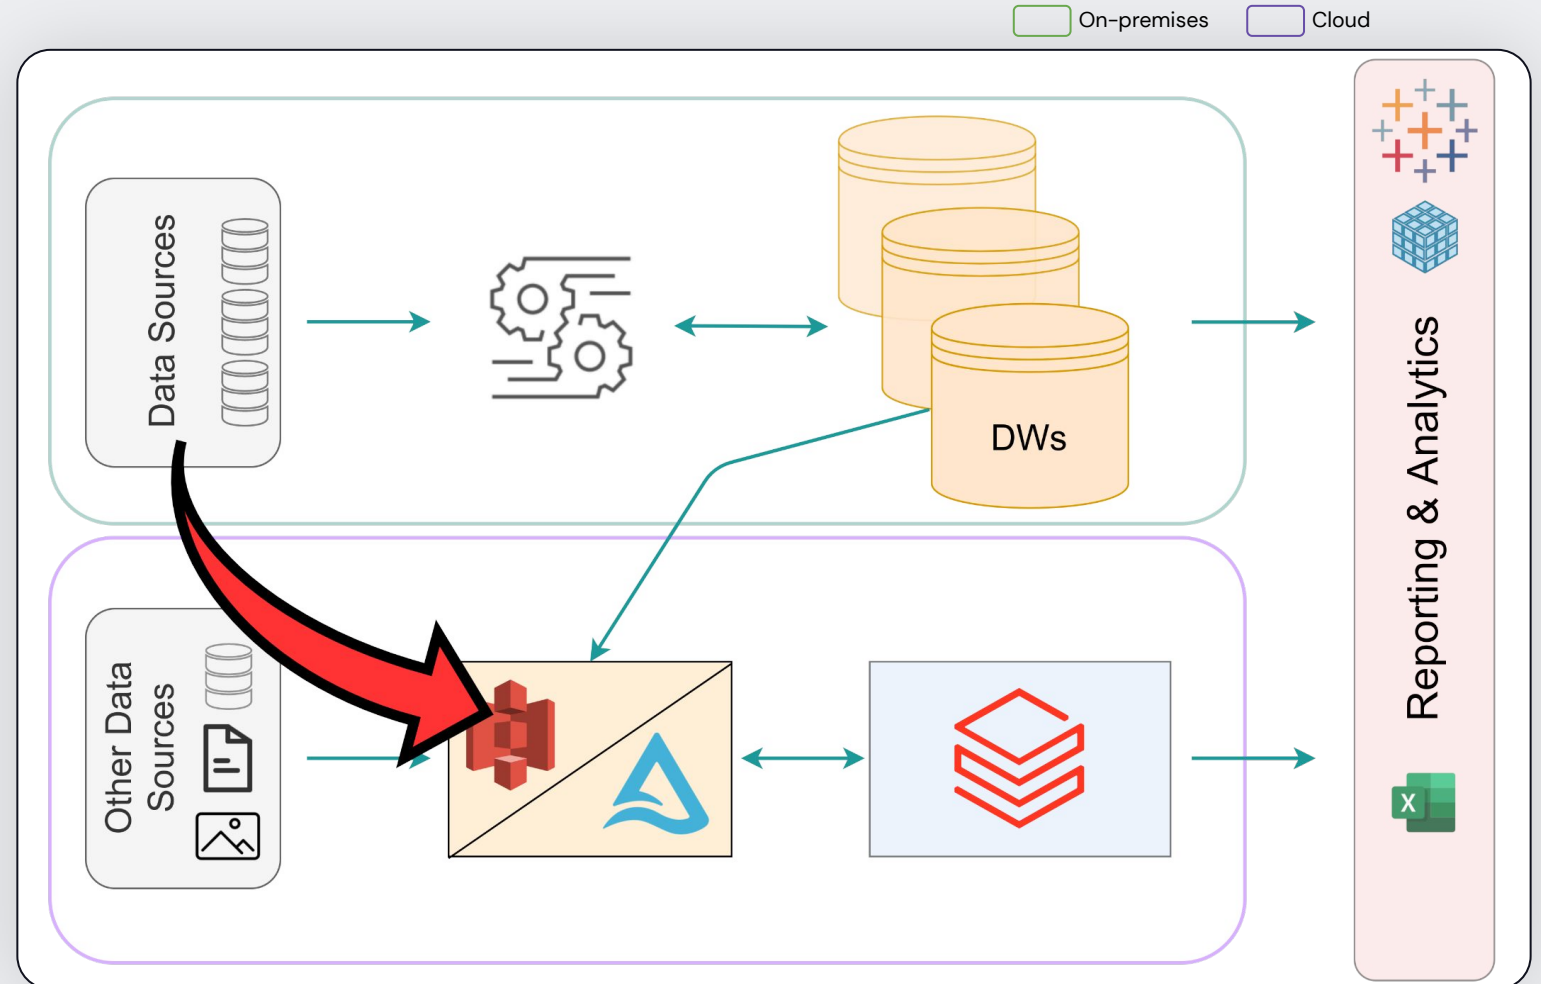 On-premises
Cloud
Data Sources
DWs
Other Data
Sources
Reporting & Analytics
X